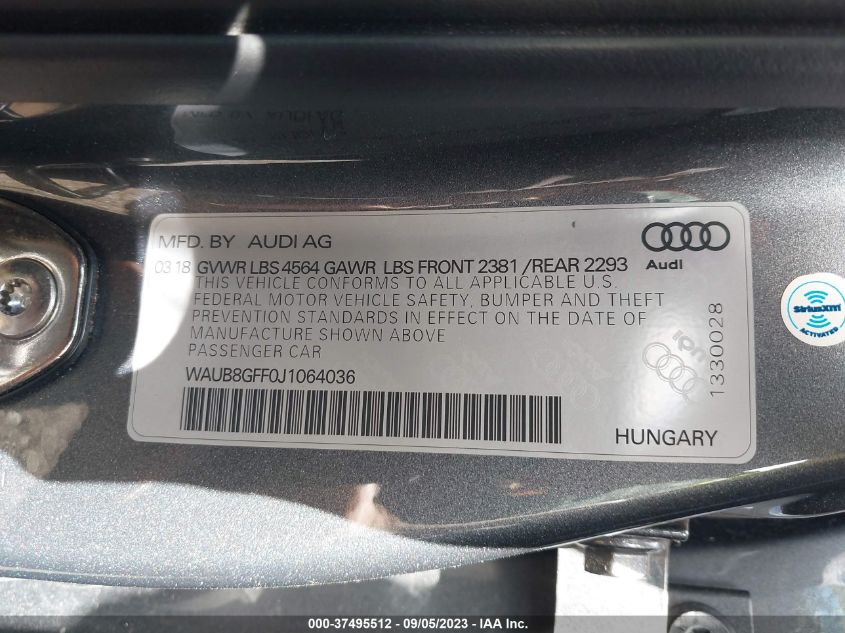 MFD. BY AUDI AG
03 18 GVWR LBS 4564 GAWR LBS FRONT 2381 /REAR 2293
THIS VEHICLE CONFORMS TO ALL APPLICABLE U.S.
FEDERAL MOTOR VEHICLE SAFETY, BUMPER AND THEFT
PREVENTION STANDARDS IN EFFECT ON THE DATE OF
MANUFACTURE SHOWN ABOVE
PASSENGER CAR
WAUB8GFF0J1064036
HUNGARY
Audi
1330028
SiriusXM
ACTIVATED
000-37495512 - 09/05/2023 - IAA Inc.